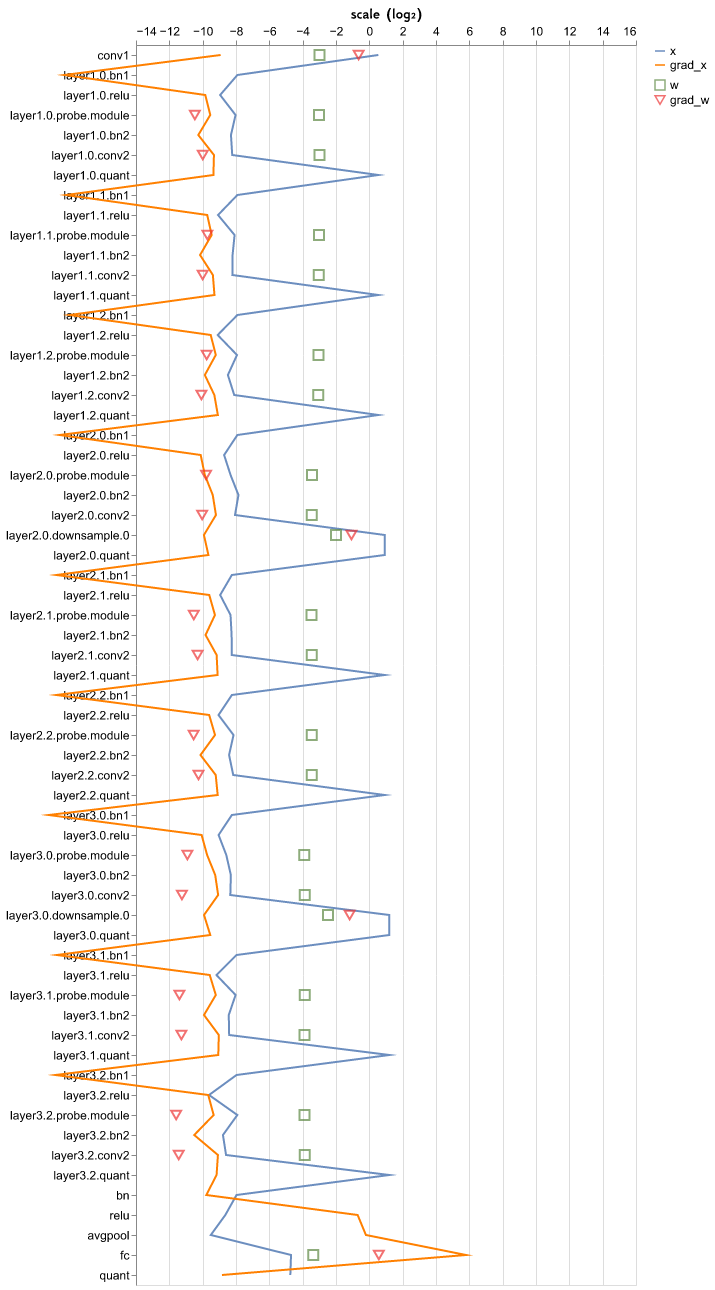 scale (log₂)
−14 −12 −10 −8 −6 −4 −2 0 2 4 6 8 10 12 14 16
conv1
layer1.0.bn1
layer1.0.relu
layer1.0.probe.module
layer1.0.bn2
layer1.0.conv2
layer1.0.quant
layer1.1.bn1
layer1.1.relu
layer1.1.probe.module
layer1.1.bn2
layer1.1.conv2
layer1.1.quant
layer1.2.bn1
layer1.2.relu
layer1.2.probe.module
layer1.2.bn2
layer1.2.conv2
layer1.2.quant
layer2.0.bn1
layer2.0.relu
layer2.0.probe.module
layer2.0.bn2
layer2.0.conv2
layer2.0.downsample.0
layer2.0.quant
layer2.1.bn1
layer2.1.relu
layer2.1.probe.module
layer2.1.bn2
layer2.1.conv2
layer2.1.quant
layer2.2.bn1
layer2.2.relu
layer2.2.probe.module
layer2.2.bn2
layer2.2.conv2
layer2.2.quant
layer3.0.bn1
layer3.0.relu
layer3.0.probe.module
layer3.0.bn2
layer3.0.conv2
layer3.0.downsample.0
layer3.0.quant
layer3.1.bn1
layer3.1.relu
layer3.1.probe.module
layer3.1.bn2
layer3.1.conv2
layer3.1.quant
layer3.2.bn1
layer3.2.relu
layer3.2.probe.module
layer3.2.bn2
layer3.2.conv2
layer3.2.quant
bn
relu
avgpool
fc
quant
x
grad_x
w
grad_w